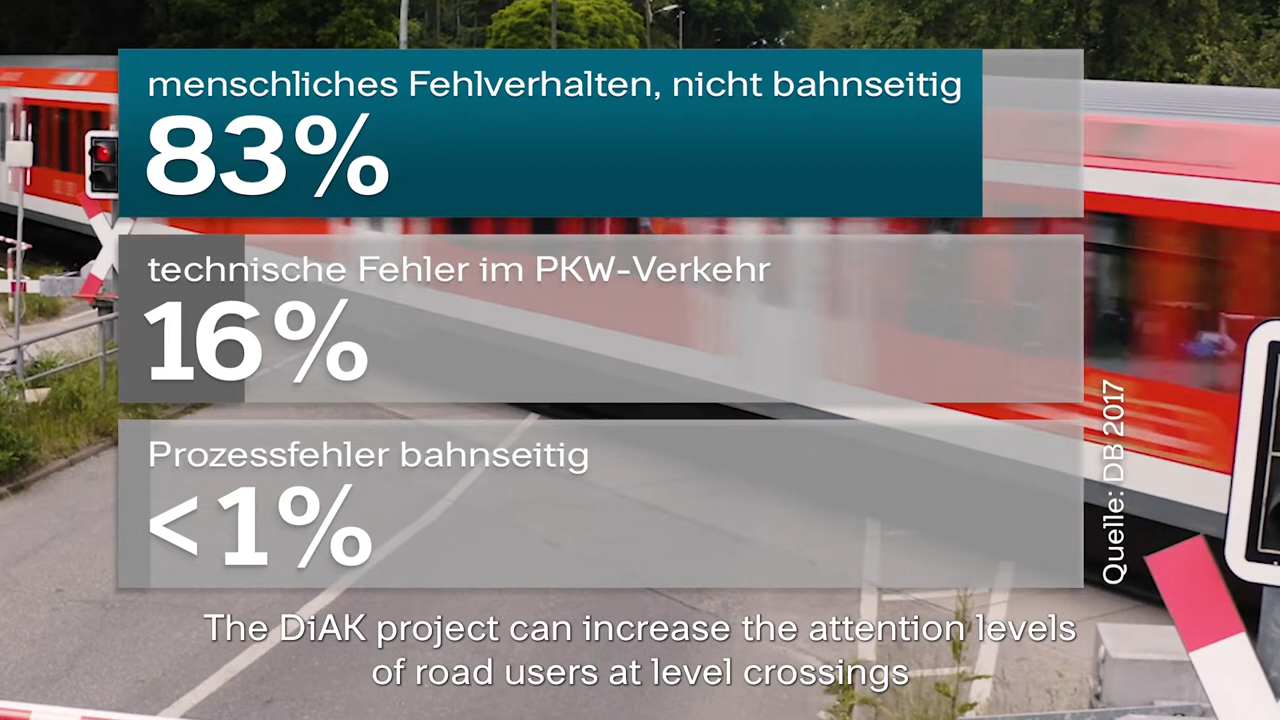 menschliches Fehlverhalten, nicht bahnseitig
83%
technische Fehler im PKW-Verkehr
16%
Prozessfehler bahnseitig
<1%
Quelle: DB 2017
The DiAK project can increase the attention levels
of road users at level crossings